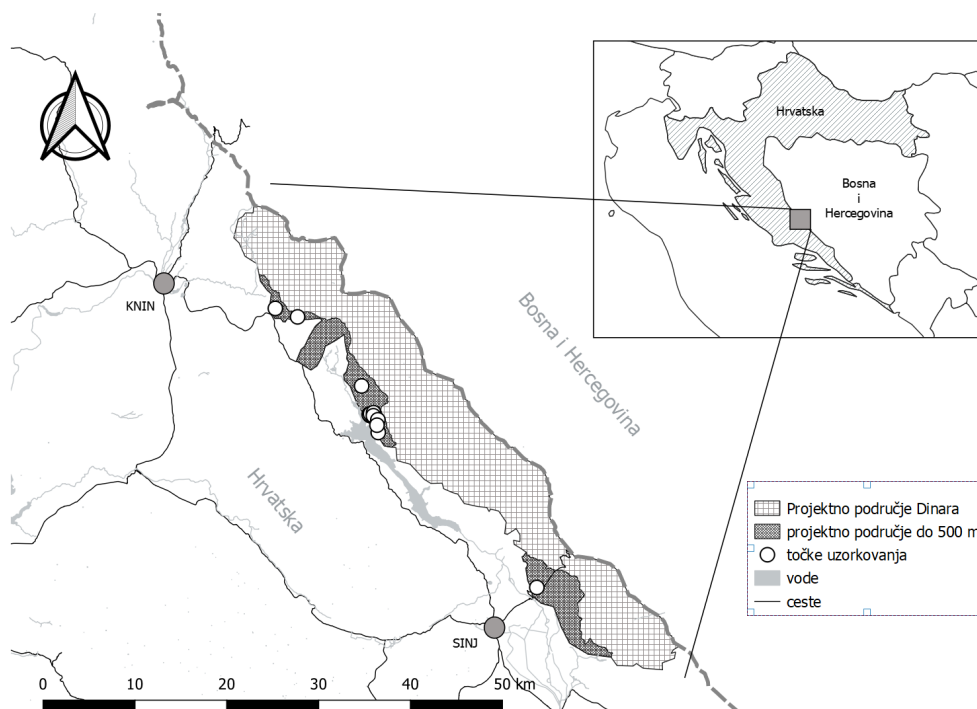 Hrvatska
Bosna
i
Hercegovina
KNIN
Bosna i Hercegovina
Hrvatska
SINJ
Projektno područje Dinara
projektno područje do 500 m
točke uzorkovanja
vode
ceste
0 10 20 30 40 50 km